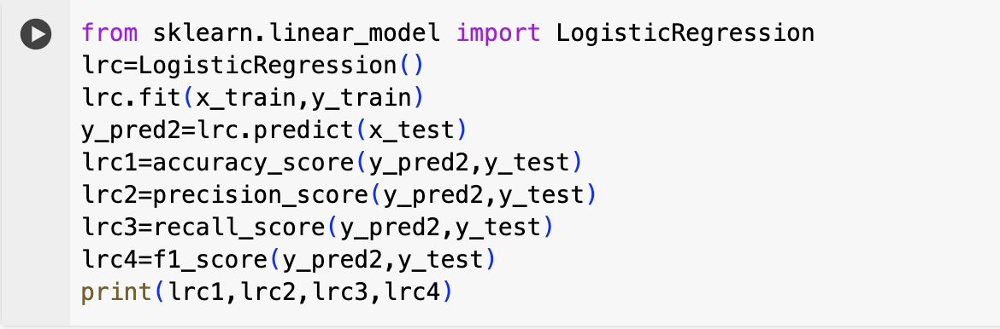 from sklearn.linear_model import LogisticRegression
lrc=LogisticRegression()
lrc.fit(x_train,y_train)
y_pred2=lrc.predict(x_test)
lrc1=accuracy_score(y_pred2,y_test)
lrc2=precision_score(y_pred2,y_test)
lrc3=recall_score(y_pred2,y_test)
lrc4=f1_score(y_pred2,y_test)
print(lrc1,lrc2,lrc3,lrc4)